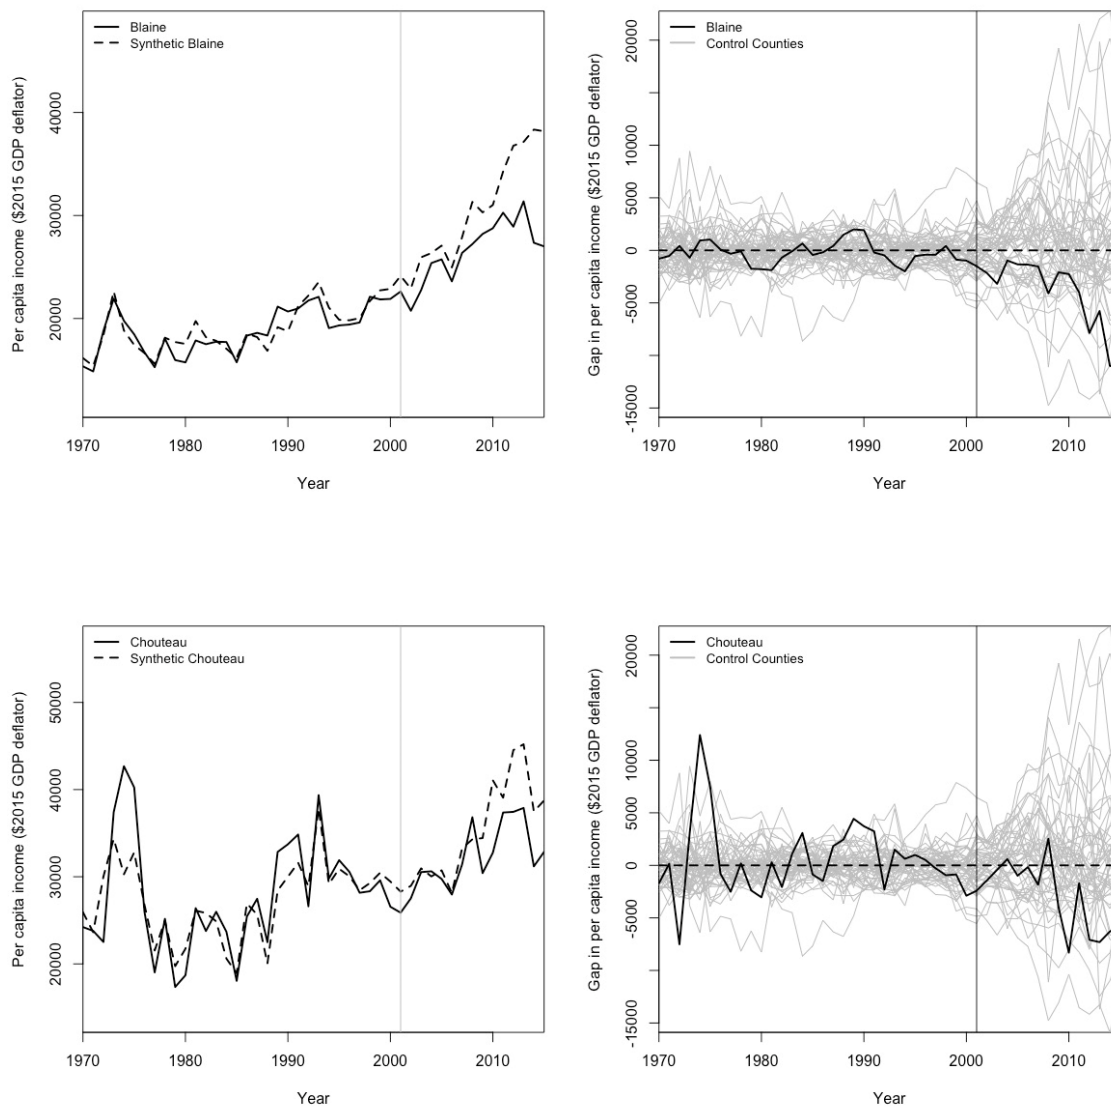 Blaine
Synthetic Blaine
Per capita income ($2015 GDP deflator)
40000
30000
20000
1970 1980 1990 2000 2010
Year
Blaine
Control Counties
Gap in per capita income ($2015 GDP deflator)
20000
10000
5000
0
-5000
-15000
1970 1980 1990 2000 2010
Year
Chouteau
Synthetic Chouteau
Per capita income ($2015 GDP deflator)
50000
40000
30000
20000
1970 1980 1990 2000 2010
Year
Chouteau
Control Counties
Gap in per capita income ($2015 GDP deflator)
20000
10000
5000
0
-5000
-15000
1970 1980 1990 2000 2010
Year